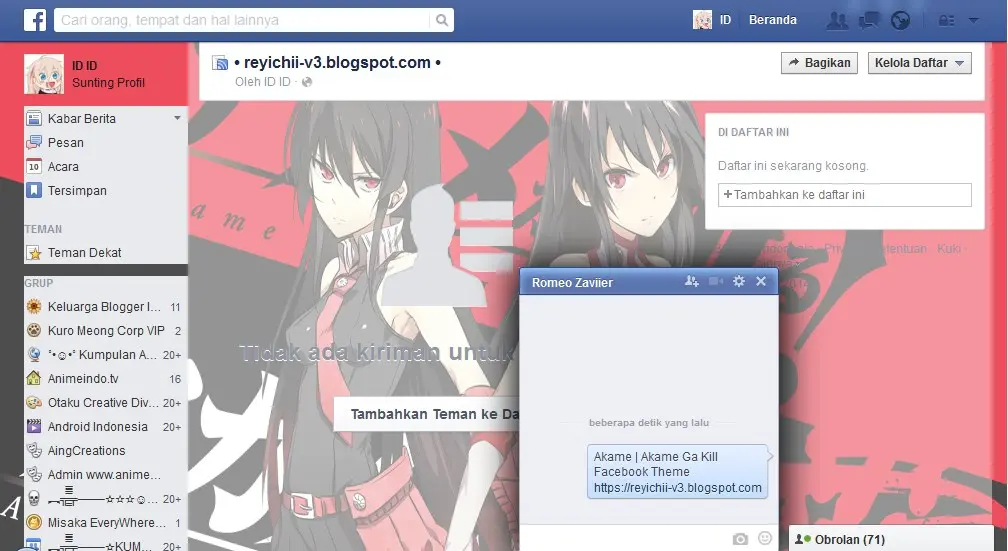 Cari orang, tempat dan hal lainnya
ID Beranda
ID ID
Sunting Profil
Kabar Berita
Pesan
10 Acara
Tersimpan
TEMAN
Teman Dekat
GRUP
Keluarga Blogger I... 11
Kuro Meong Corp VIP 2
Kumpulan A... 20+
Animeindo.tv 16
Otaku Creative Div... 20+
Android Indonesia 20+
AingCreations
Admin www.anime...
20+
Misaka EveryWhere... 1
KUM... 20+
• reyichii-v3.blogspot.com •
Oleh ID ID ·
Bagikan
Kelola Daftar
DI DAFTAR INI
Daftar ini sekarang kosong.
+Tambahkan ke daftar ini
Kuki
ame
Tidak ada kiriman untuk
Tambahkan Teman ke Da
Romeo Zaviier
beberapa detik yang lalu
Akame | Akame Ga Kill
Facebook Theme
https://reyichii-v3.blogspot.com
Obrolan (71)